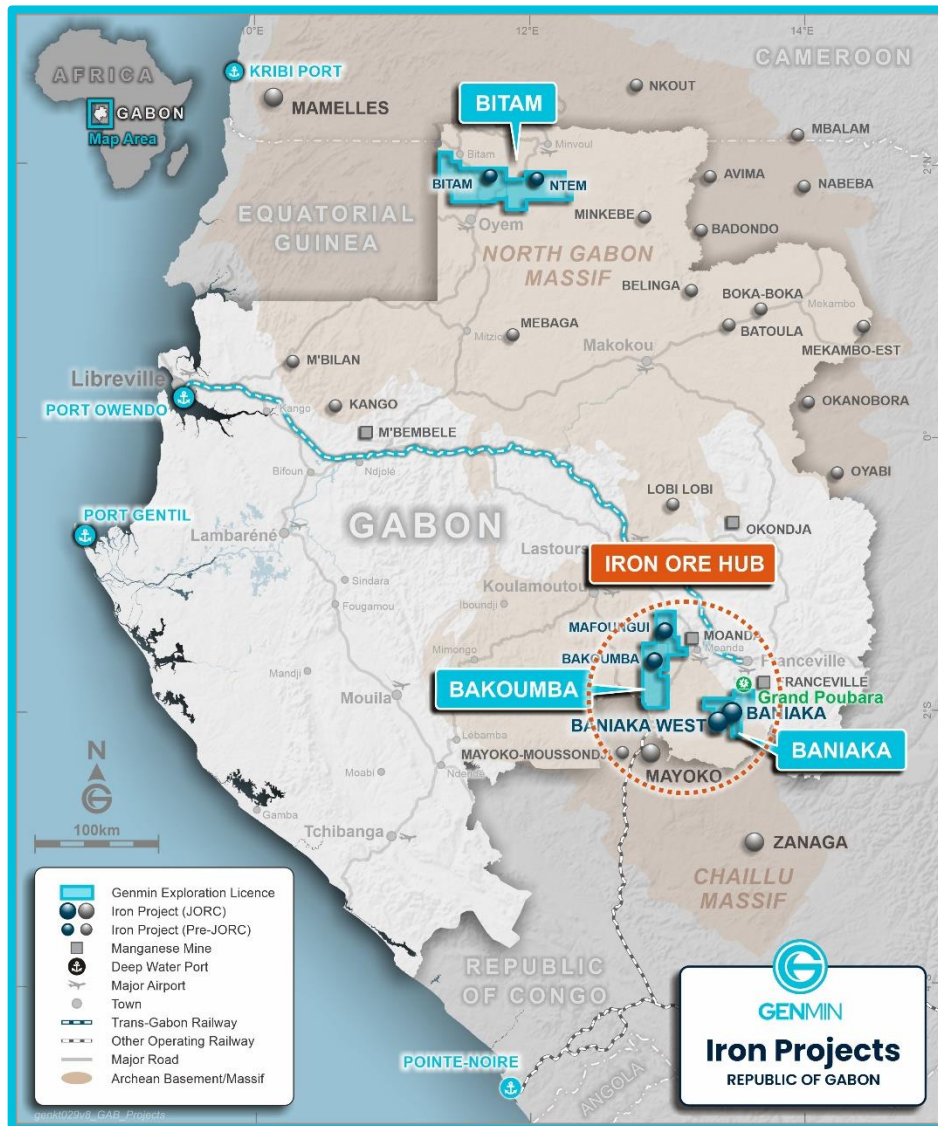 10°E
12°E
14°E
AFRICA
GABON
Map Area
KRIBI PORT
MAMELLES
CAMEROON
NKOUT
BITAM
MBALAM
Bitam
Minvoul
BITAM
NTEM
AVIMA
NABEBA
2°N
EQUATORIAL
GUINEA
Oyem
MINKEBE
BADONDO
NORTH GABON
MASSIF
BELINGA
BOKA-BOKA
Mekambo
MEBAGA
Mitzic
BATOULA
MEKAMBO-EST
Makokou
M'BILAN
Libreville
PORT OWENDO
Kango
KANGO
OKANOBORA
M'BEMBELE
0°
Bifoun
Ndjolé
OYABI
LOBI LOBI
PORT GENTIL
GABON
OKONDJA
Lambaréné
Lastours
IRON ORE HUB
Sindara
Koulamoutou
Fougamou
Iboundji
MAFOUNGUI
MOANDA
Moanda
Mimongo
BAKOUMBA
Franceville
Mandji
FRANCEVILLE
BAKOUMBA
Grand Poubara
Mouila
2°S
BANIAKA WEST
BANIAKA
Lébamba
BANIAKA
N
MAYOKO-MOUSSONDJI
Moabi
Ndendé
MAYOKO
Gamba
100km
Tchibanga
ZANAGA
CHAILLU
MASSIF
Genmin Exploration Licence
Iron Project (JORC)
Iron Project (Pre-JORC)
Manganese Mine
Deep Water Port
Major Airport
Town
Trans-Gabon Railway
Other Operating Railway
Major Road
Archean Basement/Massif
REPUBLIC
OF CONGO
POINTE-NOIRE
ANGOLA
GENMIN
Iron Projects
REPUBLIC OF GABON
genkt029v8_GAB_Projects